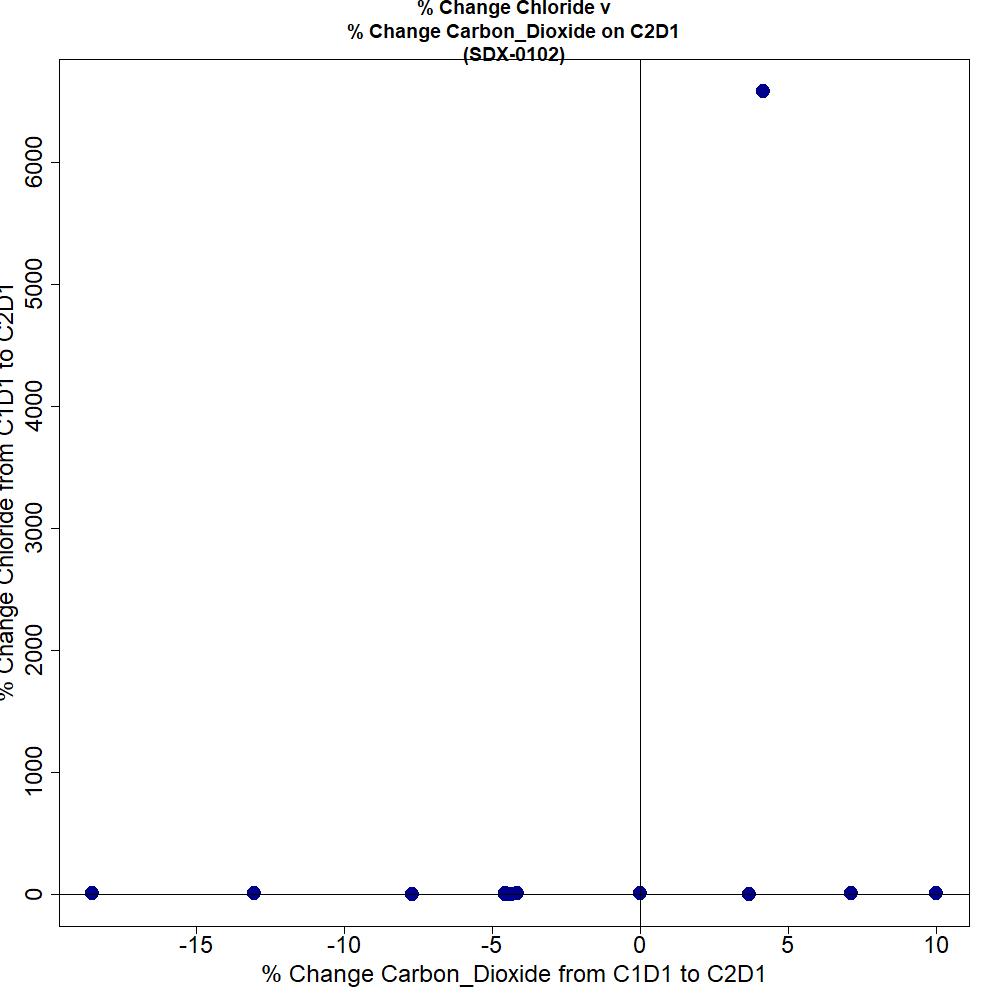 % Change Chloride v
% Change Carbon_Dioxide on C2D1
(SDX-0102)
% Change Chloride from C1D1 to C2D1
6000
5000
4000
3000
2000
1000
0
-15
-10
-5
0
5
10
% Change Carbon_Dioxide from C1D1 to C2D1